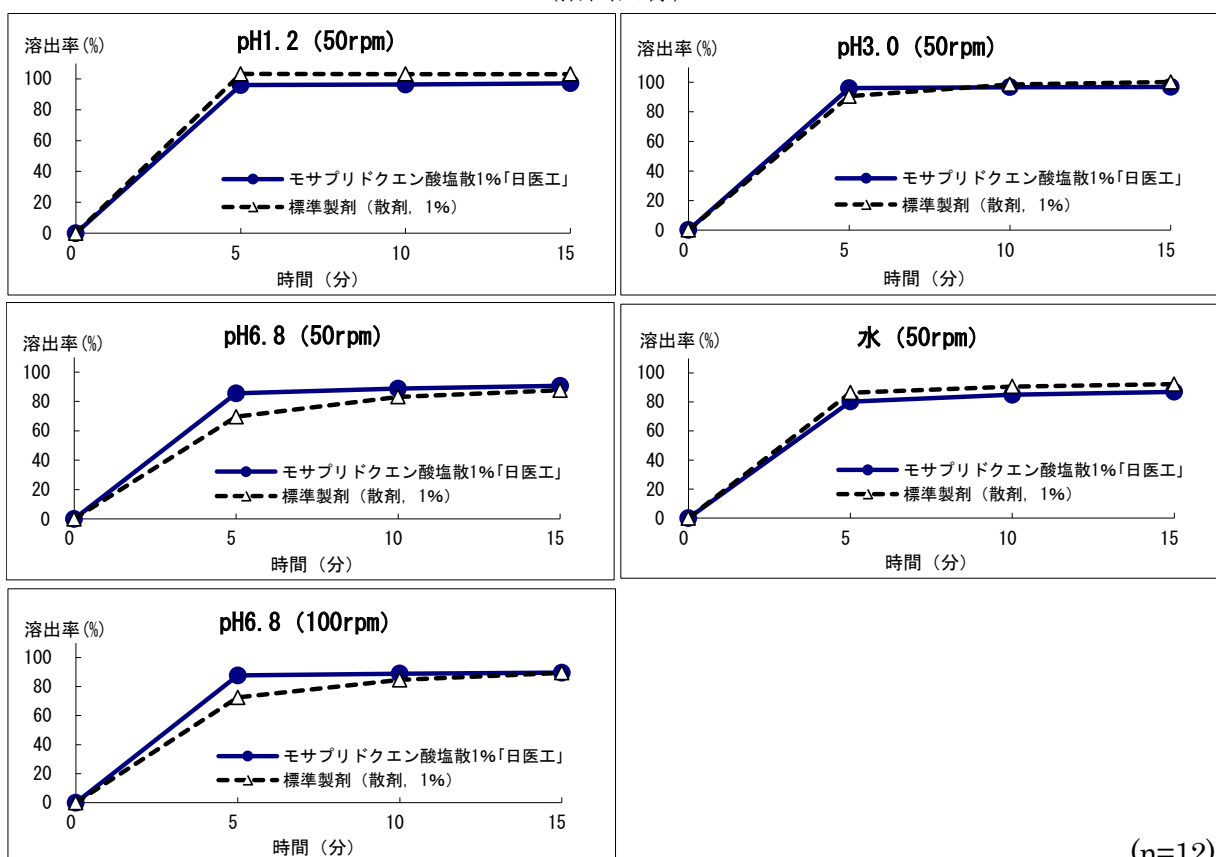 pH1.2 (50rpm)
溶出率(%)
100
80
60
40
20
0
モサプリドクエン酸塩散1%｢日医工｣
標準製剤（散剤，1%）
0
5
10
15
時間（分）
pH3.0 (50rpm)
溶出率(%)
100
80
60
40
20
0
モサプリドクエン酸塩散1%｢日医工｣
標準製剤（散剤，1%）
0
5
10
15
時間（分）
pH6.8 (50rpm)
溶出率(%)
100
80
60
40
20
0
モサプリドクエン酸塩散1%｢日医工｣
標準製剤（散剤，1%）
0
5
10
15
時間（分）
水 (50rpm)
溶出率(%)
100
80
60
40
20
0
モサプリドクエン酸塩散1%｢日医工｣
標準製剤（散剤，1%）
0
5
10
15
時間（分）
pH6.8 (100rpm)
溶出率(%)
100
80
60
40
20
0
モサプリドクエン酸塩散1%｢日医工｣
標準製剤（散剤，1%）
0
5
10
15
時間（分）
(n=12)